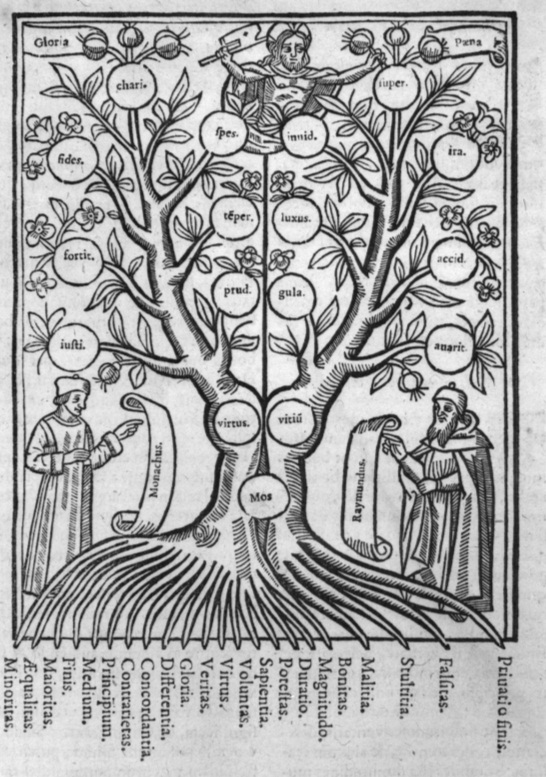 Gloria
Pœna
chari.
super.
spes.
inuid.
fides.
ira.
tẽper.
luxus.
fortit.
accid.
prud.
gula.
iusti.
auarit.
virtus.
vitiũ
Monachus.
Raymundus.
Mos
Minoritas
Æqualitas
Maioritas.
Finis.
Medium.
Principium.
Contrarietas.
Concordantia.
Differentia.
Gloria.
Veritas.
Virtus.
Voluntas.
Sapientia.
Potestas.
Duratio.
Magnitudo
Bonitas.
Malitia.
Stultitia.
Falsitas.
Priuatiō finis.